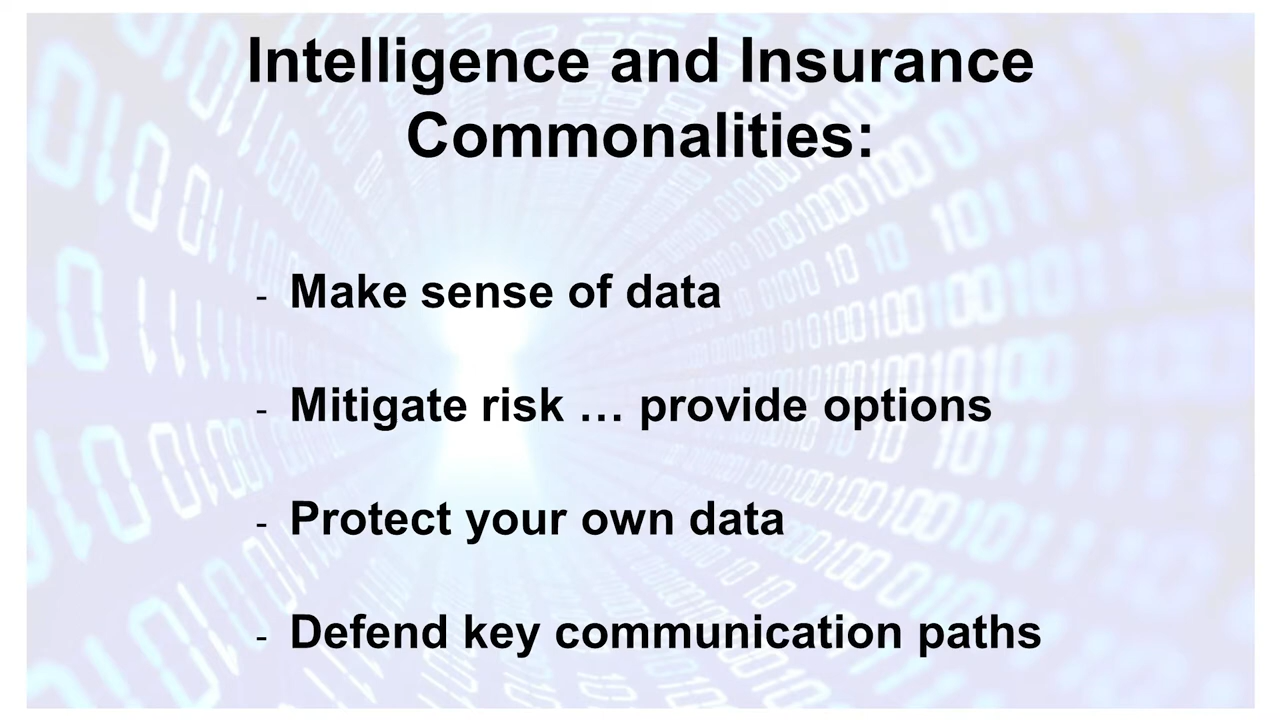 Intelligence and Insurance
Commonalities:
- Make sense of data
- Mitigate risk … provide options
- Protect your own data
- Defend key communication paths